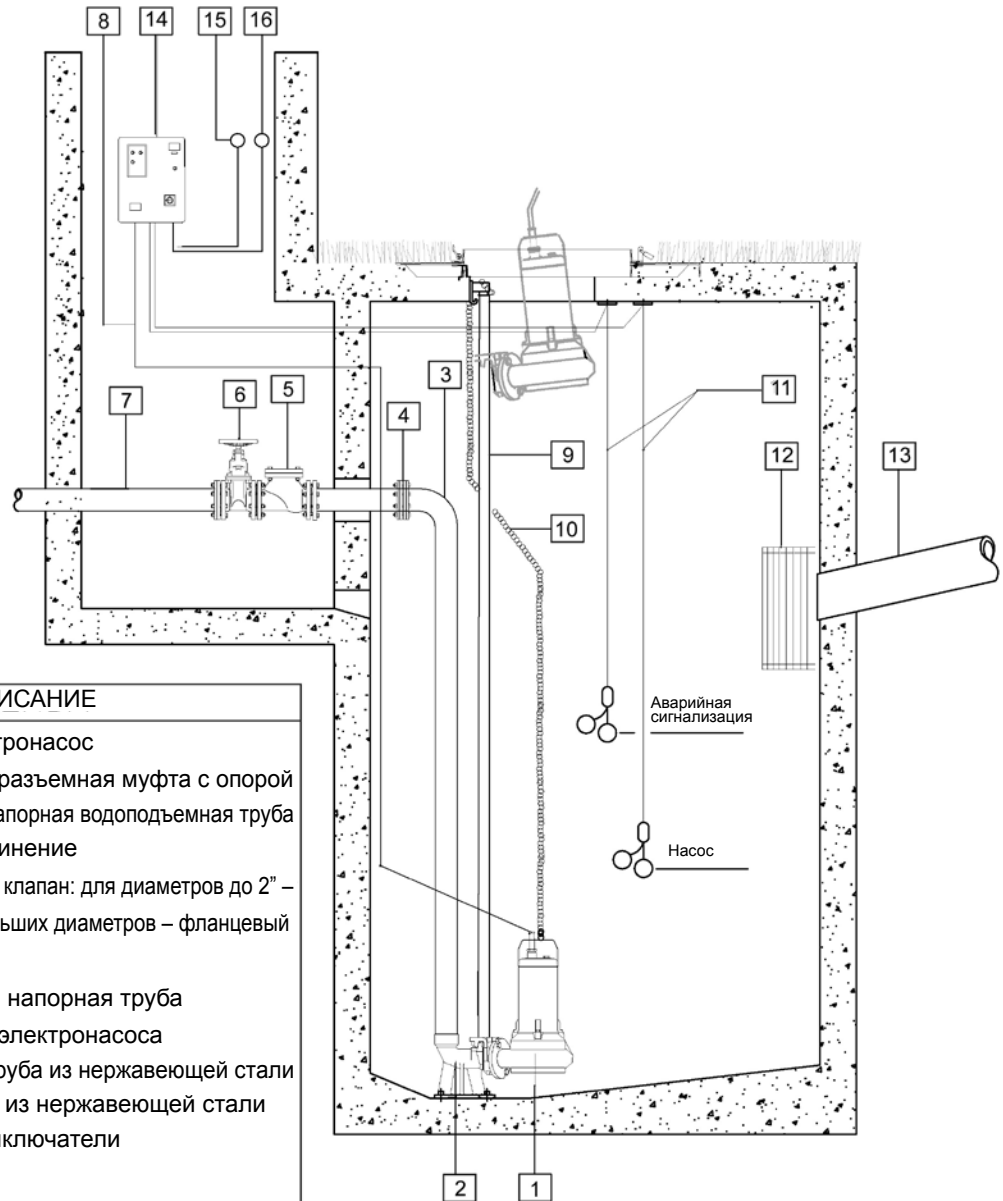 8
14
15
16
7
6
5
3
4
9
10
11
12
13
Аварийная
сигнализация
Насос
2
1
ИСАНИЕ
тронасос
разъемная муфта с опорой
апорная водоподъемная труба
инение
клапан: для диаметров до 2” –
ьших диаметров – фланцевый
напорная труба
электронасоса
руба из нержавеющей стали
из нержавеющей стали
ключатели